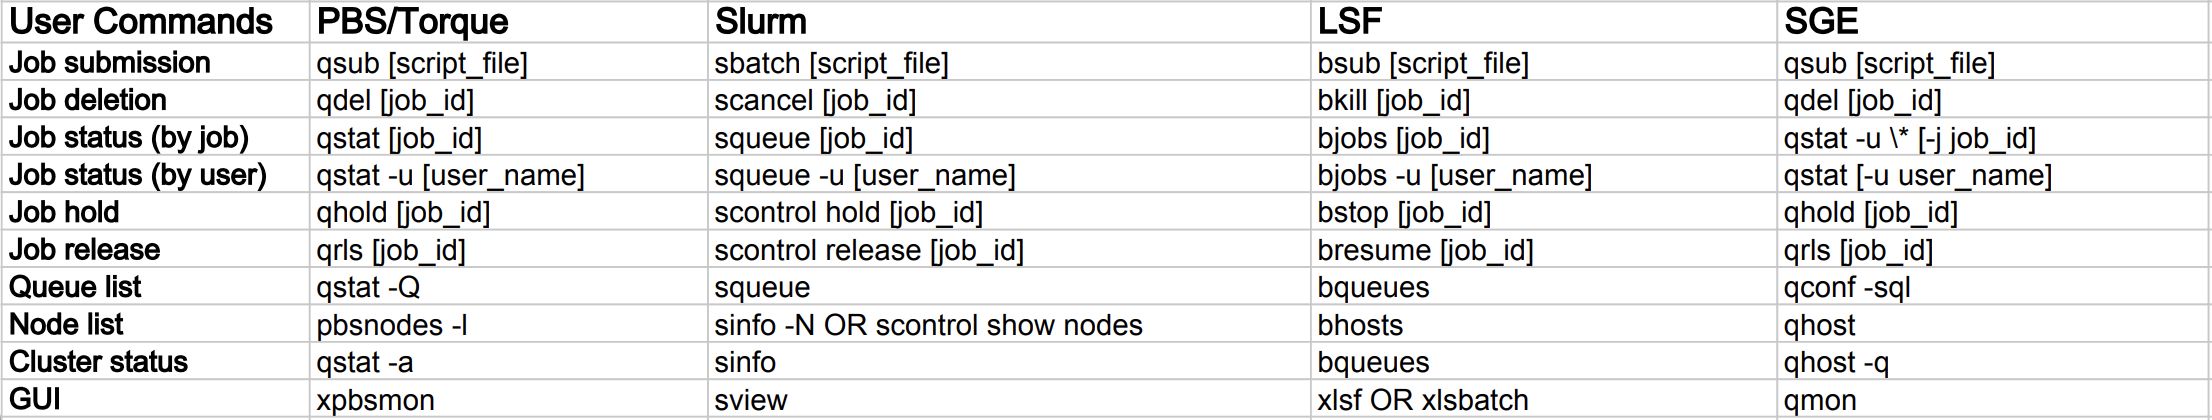 User Commands PBS/Torque Slurm LSF SGE
Job submission qsub [script_file] sbatch [script_file] bsub [script_file] qsub [script_file]
Job deletion qdel [job_id] scancel [job_id] bkill [job_id] qdel [job_id]
Job status (by job) qstat [job_id] squeue [job_id] bjobs [job_id] qstat -u \* [-j job_id]
Job status (by user) qstat -u [user_name] squeue -u [user_name] bjobs -u [user_name] qstat [-u user_name]
Job hold qhold [job_id] scontrol hold [job_id] bstop [job_id] qhold [job_id]
Job release qrls [job_id] scontrol release [job_id] bresume [job_id] qrls [job_id]
Queue list qstat -Q squeue bqueues qconf -sql
Node list pbsnodes -l sinfo -N OR scontrol show nodes bhosts qhost
Cluster status qstat -a sinfo bqueues qhost -q
GUI xpbsmon sview xlsf OR xlsbatch qmon